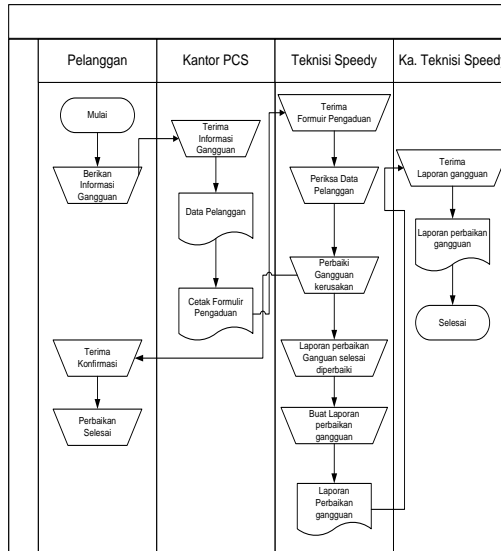 Pelanggan
Kantor PCS
Teknisi Speedy
Ka. Teknisi Speedy
Mulai
Berikan
Informasi
Gangguan
Terima
Konfirmasi
Perbaikan
Selesai
Terima
Informasi
Gangguan
Data Pelanggan
Cetak Formulir
Pengaduan
Terima
Formuir Pengaduan
Periksa Data
Pelanggan
Perbaiki
Gangguan
kerusakan
Laporan perbaikan
Ganguan selesai
diperbaiki
Buat Laporan
perbaikan
gangguan
Laporan
Perbaikan
gangguan
Terima
Laporan gangguan
Laporan perbaikan
gangguan
Selesai